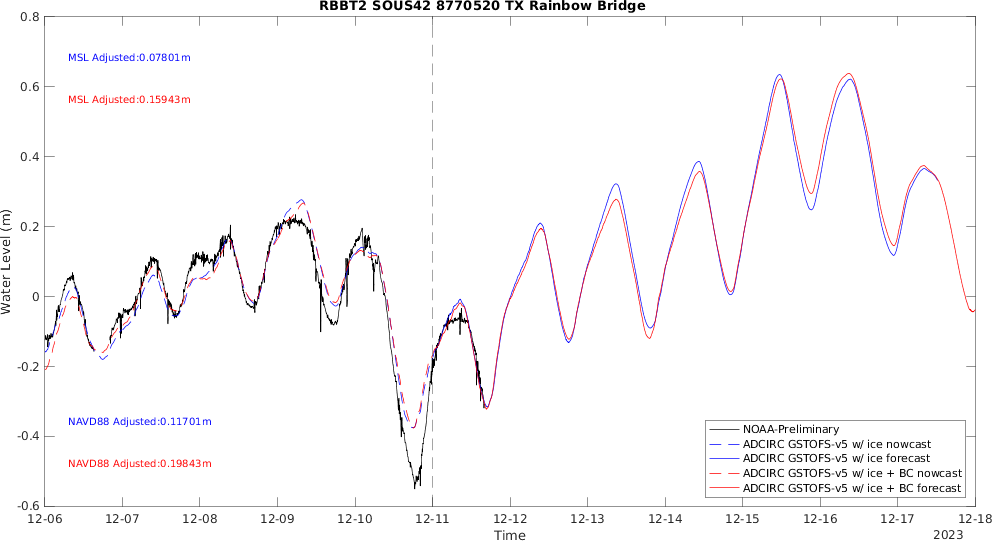 RBBT2 SOUS42 8770520 TX Rainbow Bridge
0.8
0.6
0.4
0.2
0
-0.2
-0.4
-0.6
Water Level (m)
MSL Adjusted:0.07801m
MSL Adjusted:0.15943m
NAVD88 Adjusted:0.11701m
NAVD88 Adjusted:0.19843m
NOAA-Preliminary
ADCIRC GSTOFS-v5 w/ ice nowcast
ADCIRC GSTOFS-v5 w/ ice forecast
ADCIRC GSTOFS-v5 w/ ice + BC nowcast
ADCIRC GSTOFS-v5 w/ ice + BC forecast
12-06 12-07 12-08 12-09 12-10 12-11 12-12 12-13 12-14 12-15 12-16 12-17 12-18
Time
2023